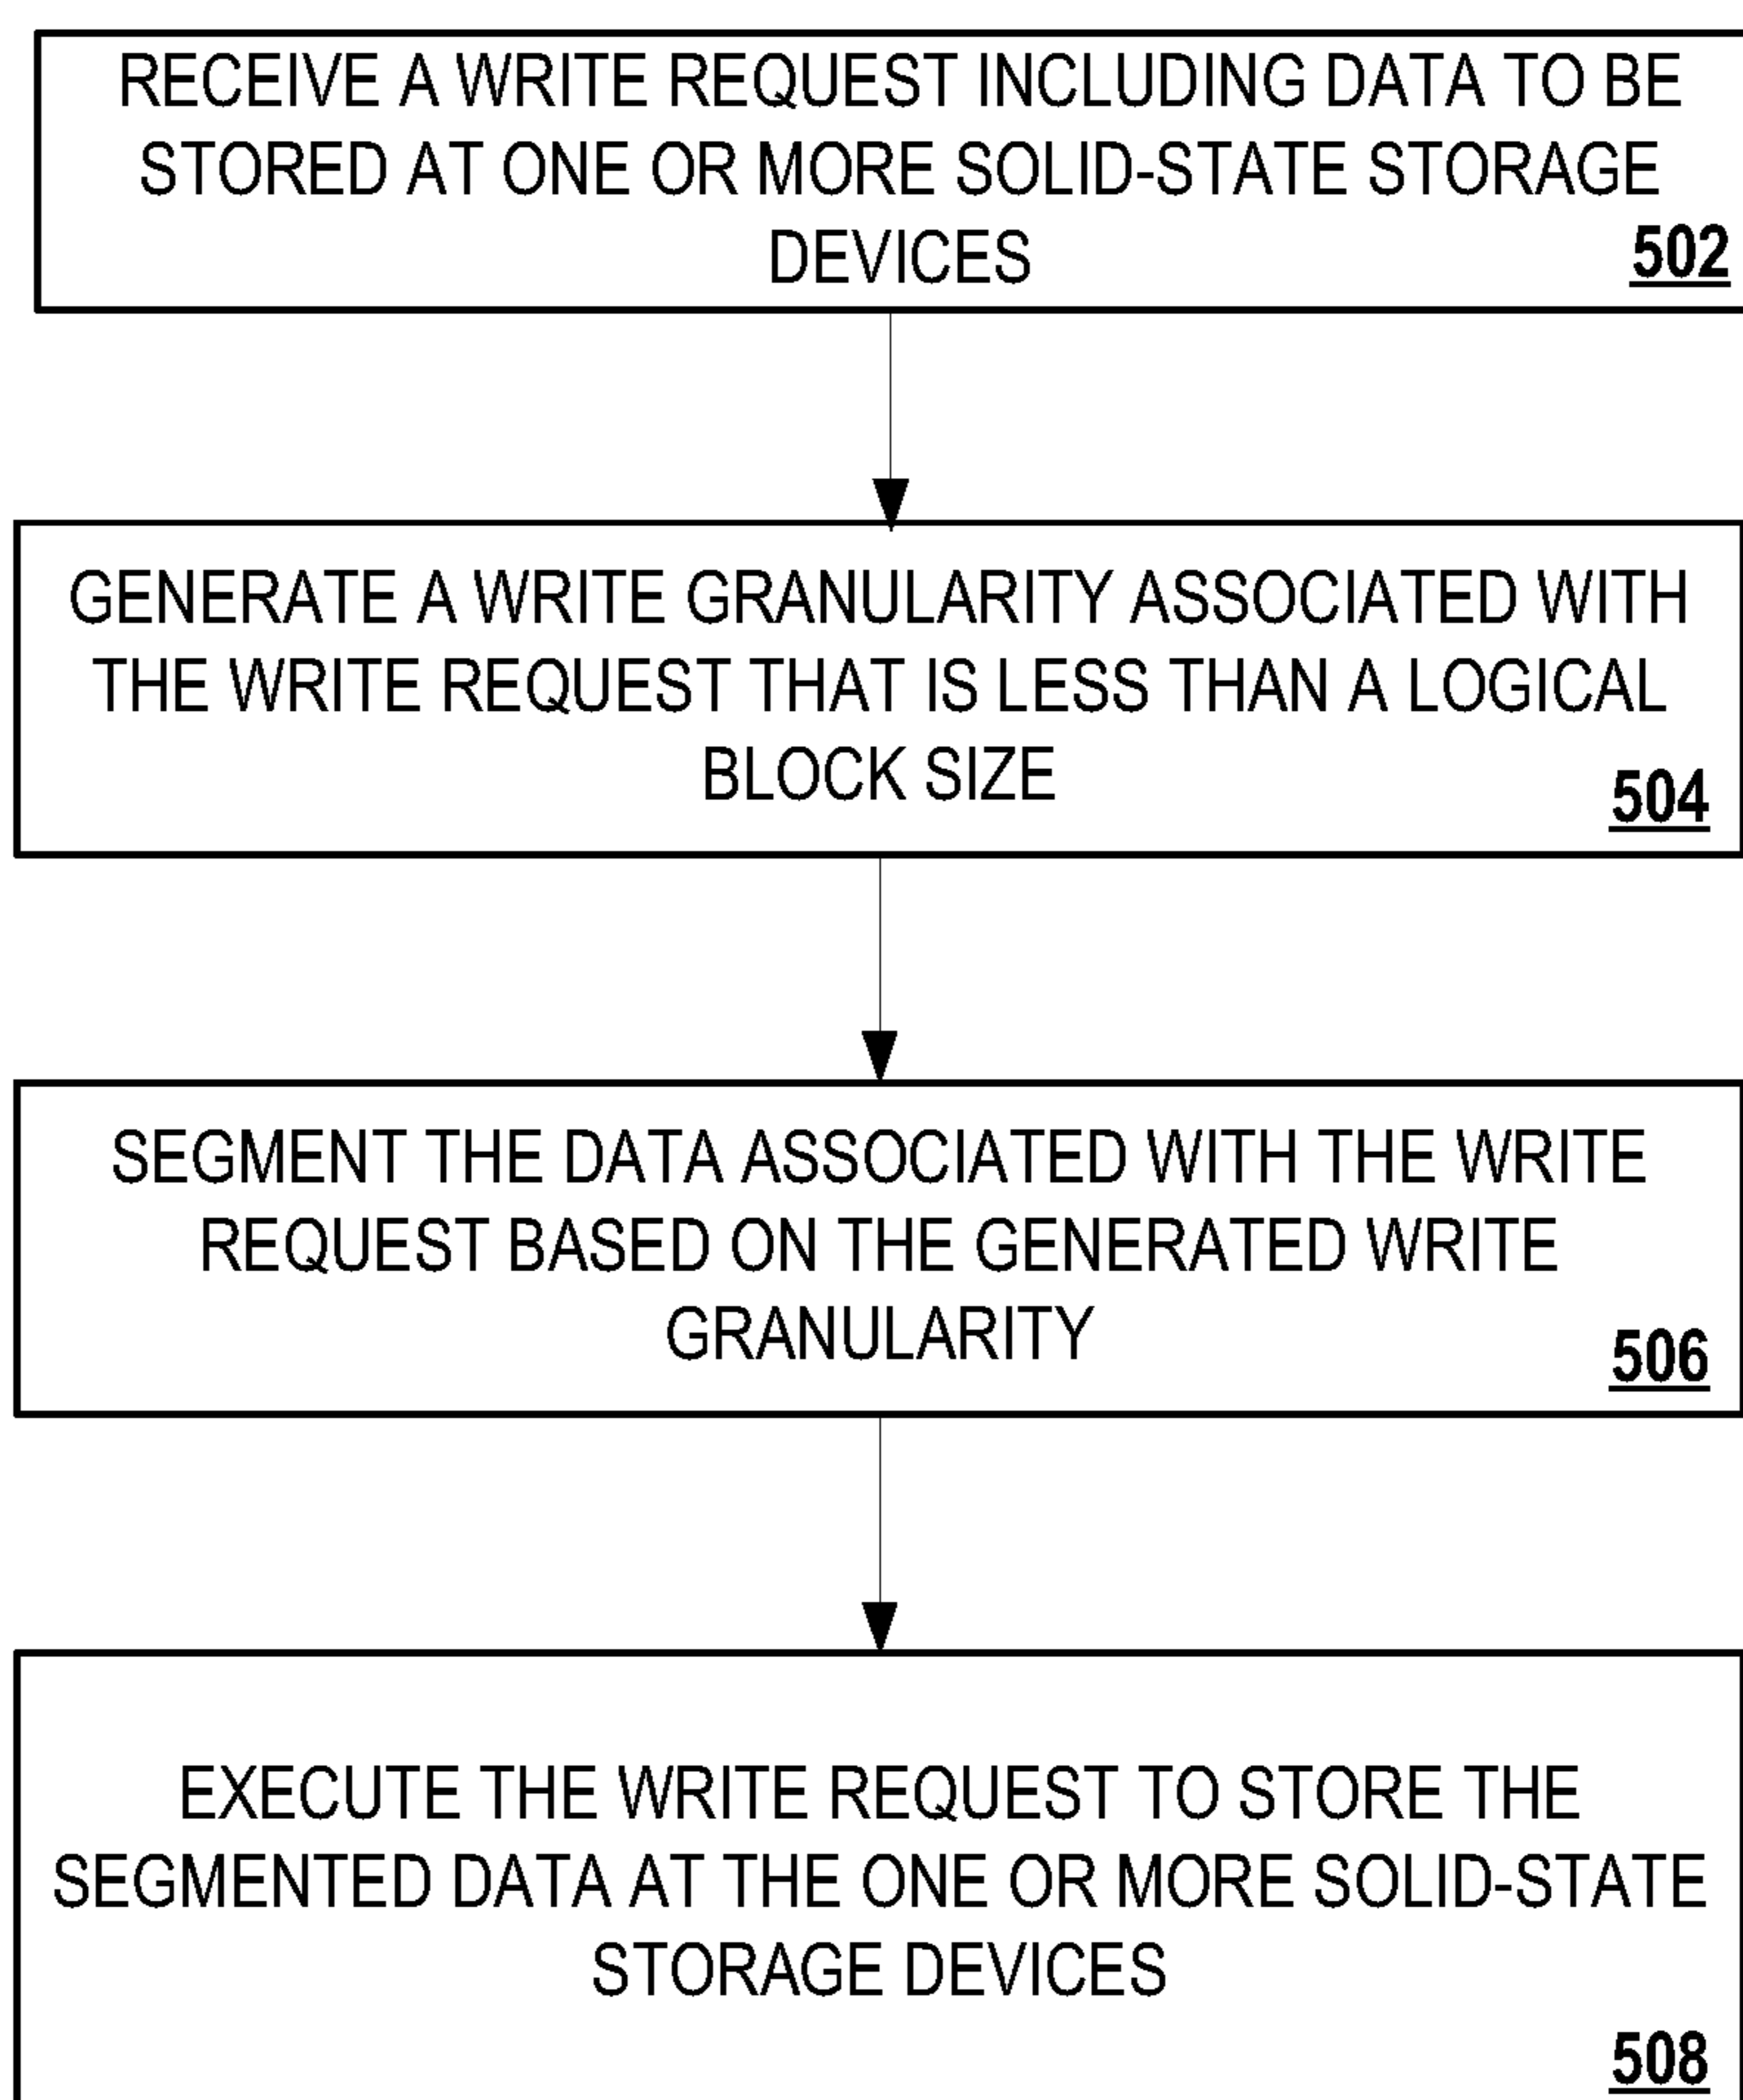 RECEIVE A WRITE REQUEST INCLUDING DATA TO BE
STORED AT ONE OR MORE SOLID-STATE STORAGE
DEVICES
502
GENERATE A WRITE GRANULARITY ASSOCIATED WITH
THE WRITE REQUEST THAT IS LESS THAN A LOGICAL
BLOCK SIZE
504
SEGMENT THE DATA ASSOCIATED WITH THE WRITE
REQUEST BASED ON THE GENERATED WRITE
GRANULARITY
506
EXECUTE THE WRITE REQUEST TO STORE THE
SEGMENTED DATA AT THE ONE OR MORE SOLID-STATE
STORAGE DEVICES
508